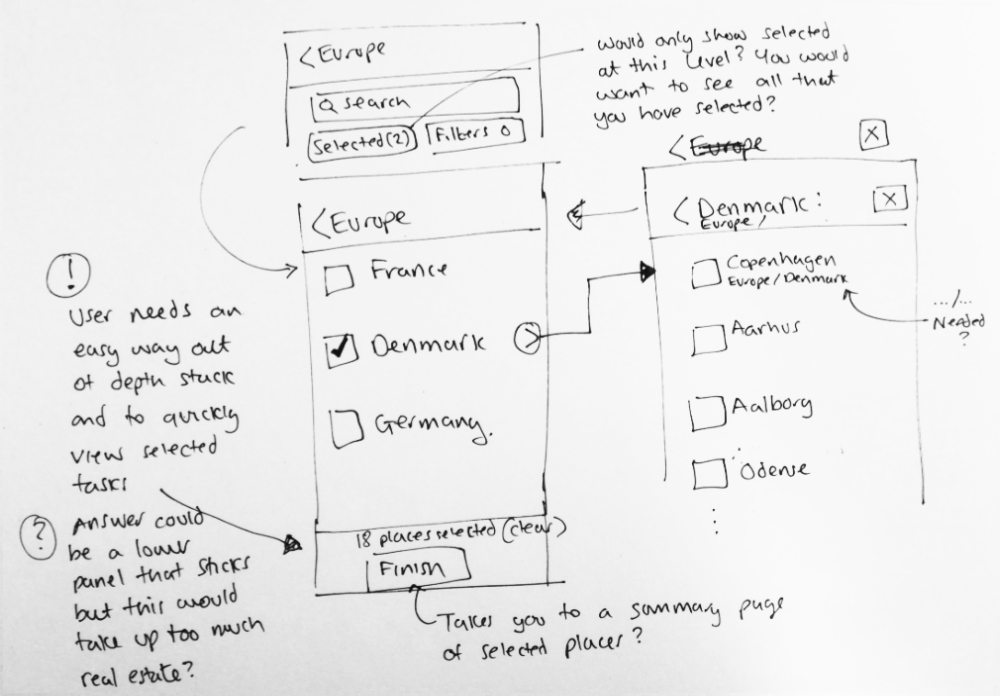 < Europe
Q search
Selected (2)
Filters 0
would only show selected
at this level? You would
want to see all that
you have selected?
< Europe
X
< Europe
France
Denmark
>
Germany.
18 places selected (clear)
Finish
Takes you to a summary page
of selected places?
< Denmark :
Europe /
X
Copenhagen
Europe / Denmark
Aarhus
Aalborg
Odense
.../...
Needed
?
!
User needs an
easy way out
of depth stuck
and to quickly
view selected
tasks
?
Answer could
be a lower
panel that sticks
but this would
take up too much
real estate?